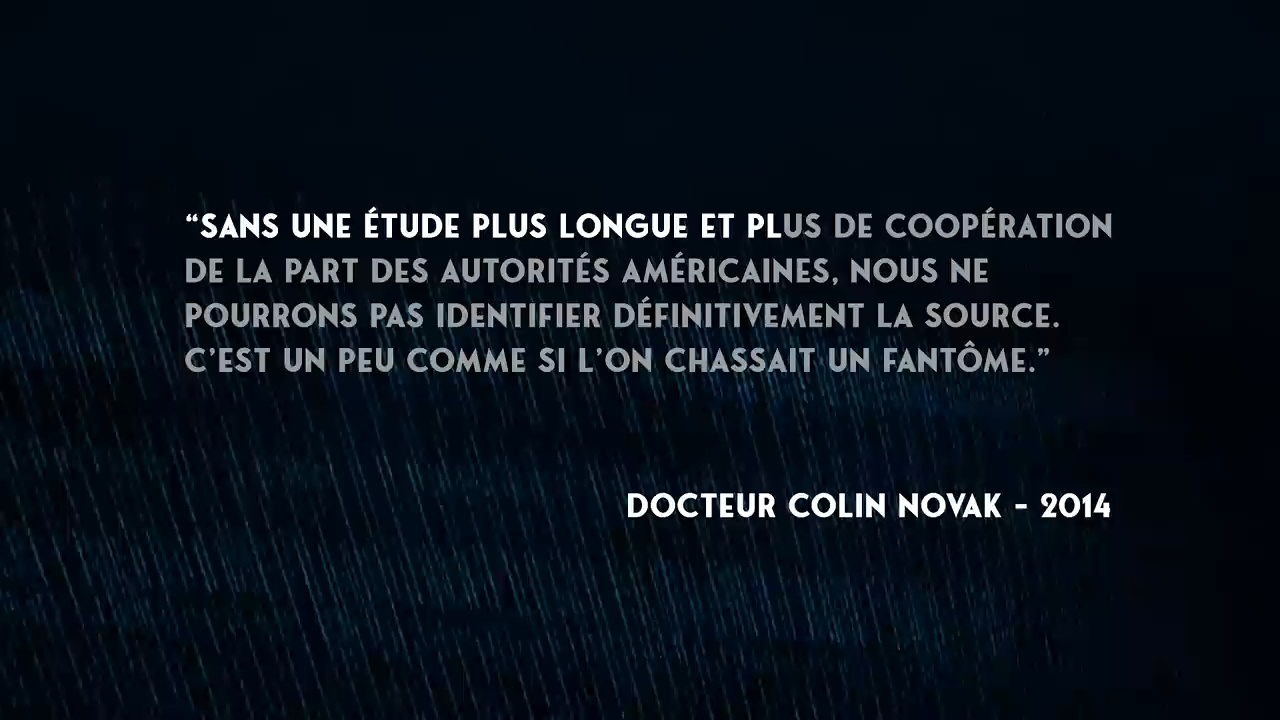 “SANS UNE ÉTUDE PLUS LONGUE ET PLUS DE COOPÉRATION
DE LA PART DES AUTORITÉS AMÉRICAINES, NOUS NE
POURRONS PAS IDENTIFIER DÉFINITIVEMENT LA SOURCE.
C’EST UN PEU COMME SI L’ON CHASSAIT UN FANTÔME.”
DOCTEUR COLIN NOVAK - 2014